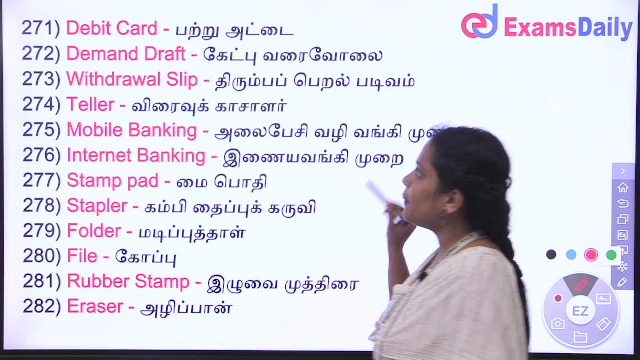 271) Debit Card - பற்று அட்டை
272) Demand Draft - கேட்பு வரைவோலை
273) Withdrawal Slip - திரும்பப் பெறல் படிவம்
274) Teller - விரைவுக் காசாளர்
275) Mobile Banking - அலைபேசி வழி வங்கி
276) Internet Banking - இணையவங்கி முறை
277) Stamp pad - மை பொதி
278) Stapler - கம்பி தைப்புக் கருவி
279) Folder - மடிப்புத்தாள்
280) File - கோப்பு
281) Rubber Stamp - இழுவை முத்திரை
282) Eraser - அழிப்பான்
ExamsDaily
EZ